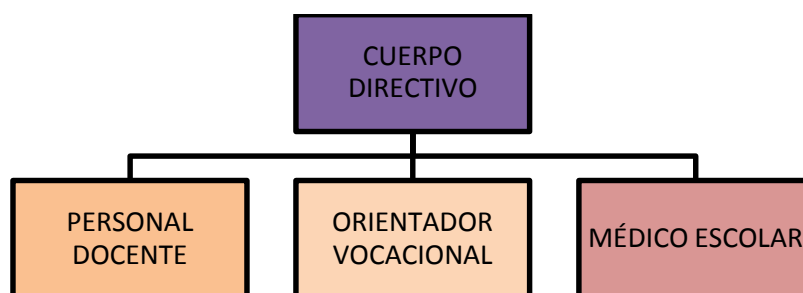 CUERPO
DIRECTIVO
PERSONAL
DOCENTE
ORIENTADOR
VOCACIONAL
MÉDICO ESCOLAR